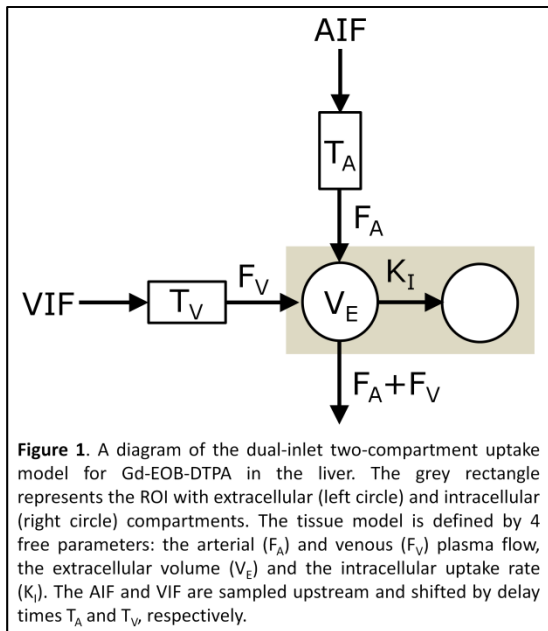 AIF
T_A
F_A
VIF
T_V
F_V
V_E
K_I
F_A+F_V
Figure 1. A diagram of the dual-inlet two-compartment uptake
model for Gd-EOB-DTPA in the liver. The grey rectangle
represents the ROI with extracellular (left circle) and intracellular
(right circle) compartments. The tissue model is defined by 4
free parameters: the arterial (F_A) and venous (F_V) plasma flow,
the extracellular volume (V_E) and the intracellular uptake rate
(K_I). The AIF and VIF are sampled upstream and shifted by delay
times T_A and T_V, respectively.